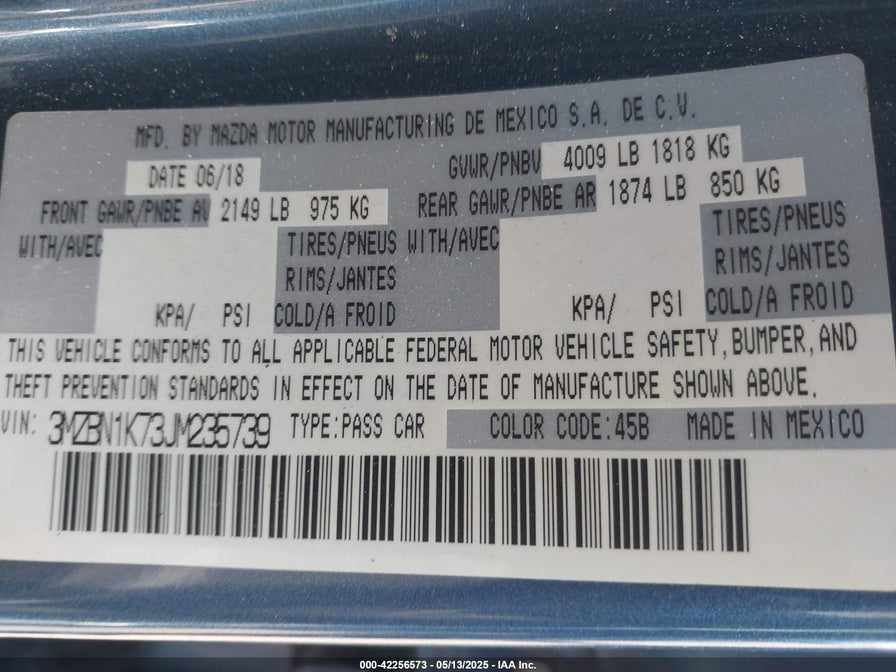 MFD. BY MAZDA MOTOR MANUFACTURING DE MEXICO S.A. DE C.V.
DATE 06/18 GVWR/PNBV 4009 LB 1818 KG
FRONT GAWR/PNBE AV 2149 LB 975 KG REAR GAWR/PNBE AR 1874 LB 850 KG
WITH/AVEC TIRES/PNEUS WITH/AVEC TIRES/PNEUS
RIMS/JANTES RIMS/JANTES
KPA/ PSI COLD/A FROID KPA/ PSI COLD/A FROID
THIS VEHICLE CONFORMS TO ALL APPLICABLE FEDERAL MOTOR VEHICLE SAFETY, BUMPER, AND
THEFT PREVENTION STANDARDS IN EFFECT ON THE DATE OF MANUFACTURE SHOWN ABOVE.
VIN: 3MZBN1K73JM235739 TYPE:PASS CAR COLOR CODE:45B MADE IN MEXICO
000-42256573 — 05/13/2025 — IAA Inc.